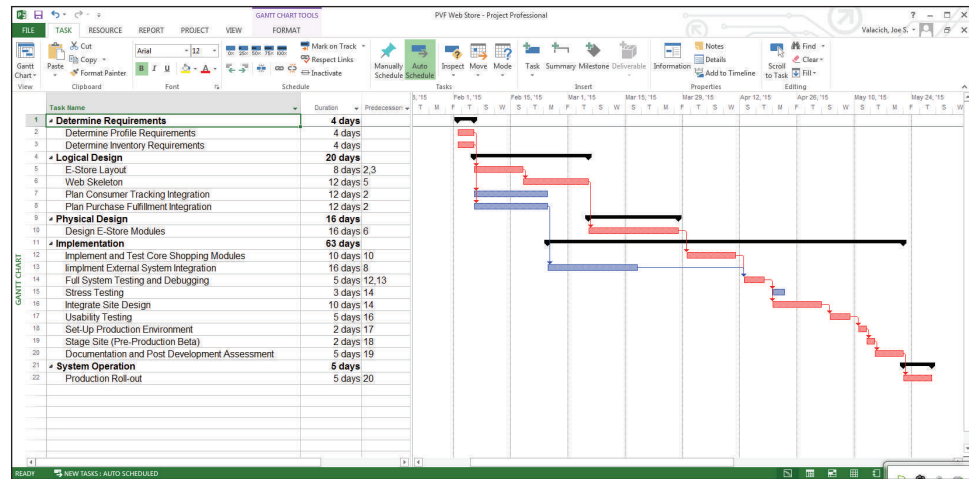 GANTT CHART TOOLS
PVF Web Store - Project Professional
FILE TASK RESOURCE REPORT PROJECT VIEW FORMAT
Valacich, Joe S.
Gantt Chart
Paste
Cut
Copy
Format Painter
Arial 12
B I U
0% 25% 50% 75% 100%
Mark on Track
Respect Links
Inactivate
Manually Schedule
Auto Schedule
Inspect
Move
Mode
Task
Summary
Milestone
Deliverable
Information
Notes
Details
Add to Timeline
Scroll to Task
Find
Clear
Fill
View Clipboard Font Schedule Tasks Insert Properties Editing
Task Name Duration Predecessors
Feb 1, '15 Feb 15, '15 Mar 1, '15 Mar 15, '15 Mar 29, '15 Apr 12, '15 Apr 26, '15 May 10, '15 May 24, '15
T M F T S W S T M F T S W S T M F T S W S T M F T S W S T M F T S W
1 Determine Requirements 4 days
2 Determine Profile Requirements 4 days
3 Determine Inventory Requirements 4 days
4 Logical Design 20 days
5 E-Store Layout 8 days 2,3
6 Web Skeleton 12 days 5
7 Plan Consumer Tracking Integration 12 days 2
8 Plan Purchase Fulfillment Integration 12 days 2
9 Physical Design 16 days
10 Design E-Store Modules 16 days 6
11 Implementation 63 days
12 Implement and Test Core Shopping Modules 10 days 10
13 Iimplment External System Integration 16 days 8
14 Full System Testing and Debugging 5 days 12,13
15 Stress Testing 3 days 14
16 Integrate Site Design 10 days 14
17 Usability Testing 5 days 16
18 Set-Up Production Environment 2 days 17
19 Stage Site (Pre-Production Beta) 2 days 18
20 Documentation and Post Development Assessment 5 days 19
21 System Operation 5 days
22 Production Roll-out 5 days 20
GANTT CHART
READY NEW TASKS : AUTO SCHEDULED